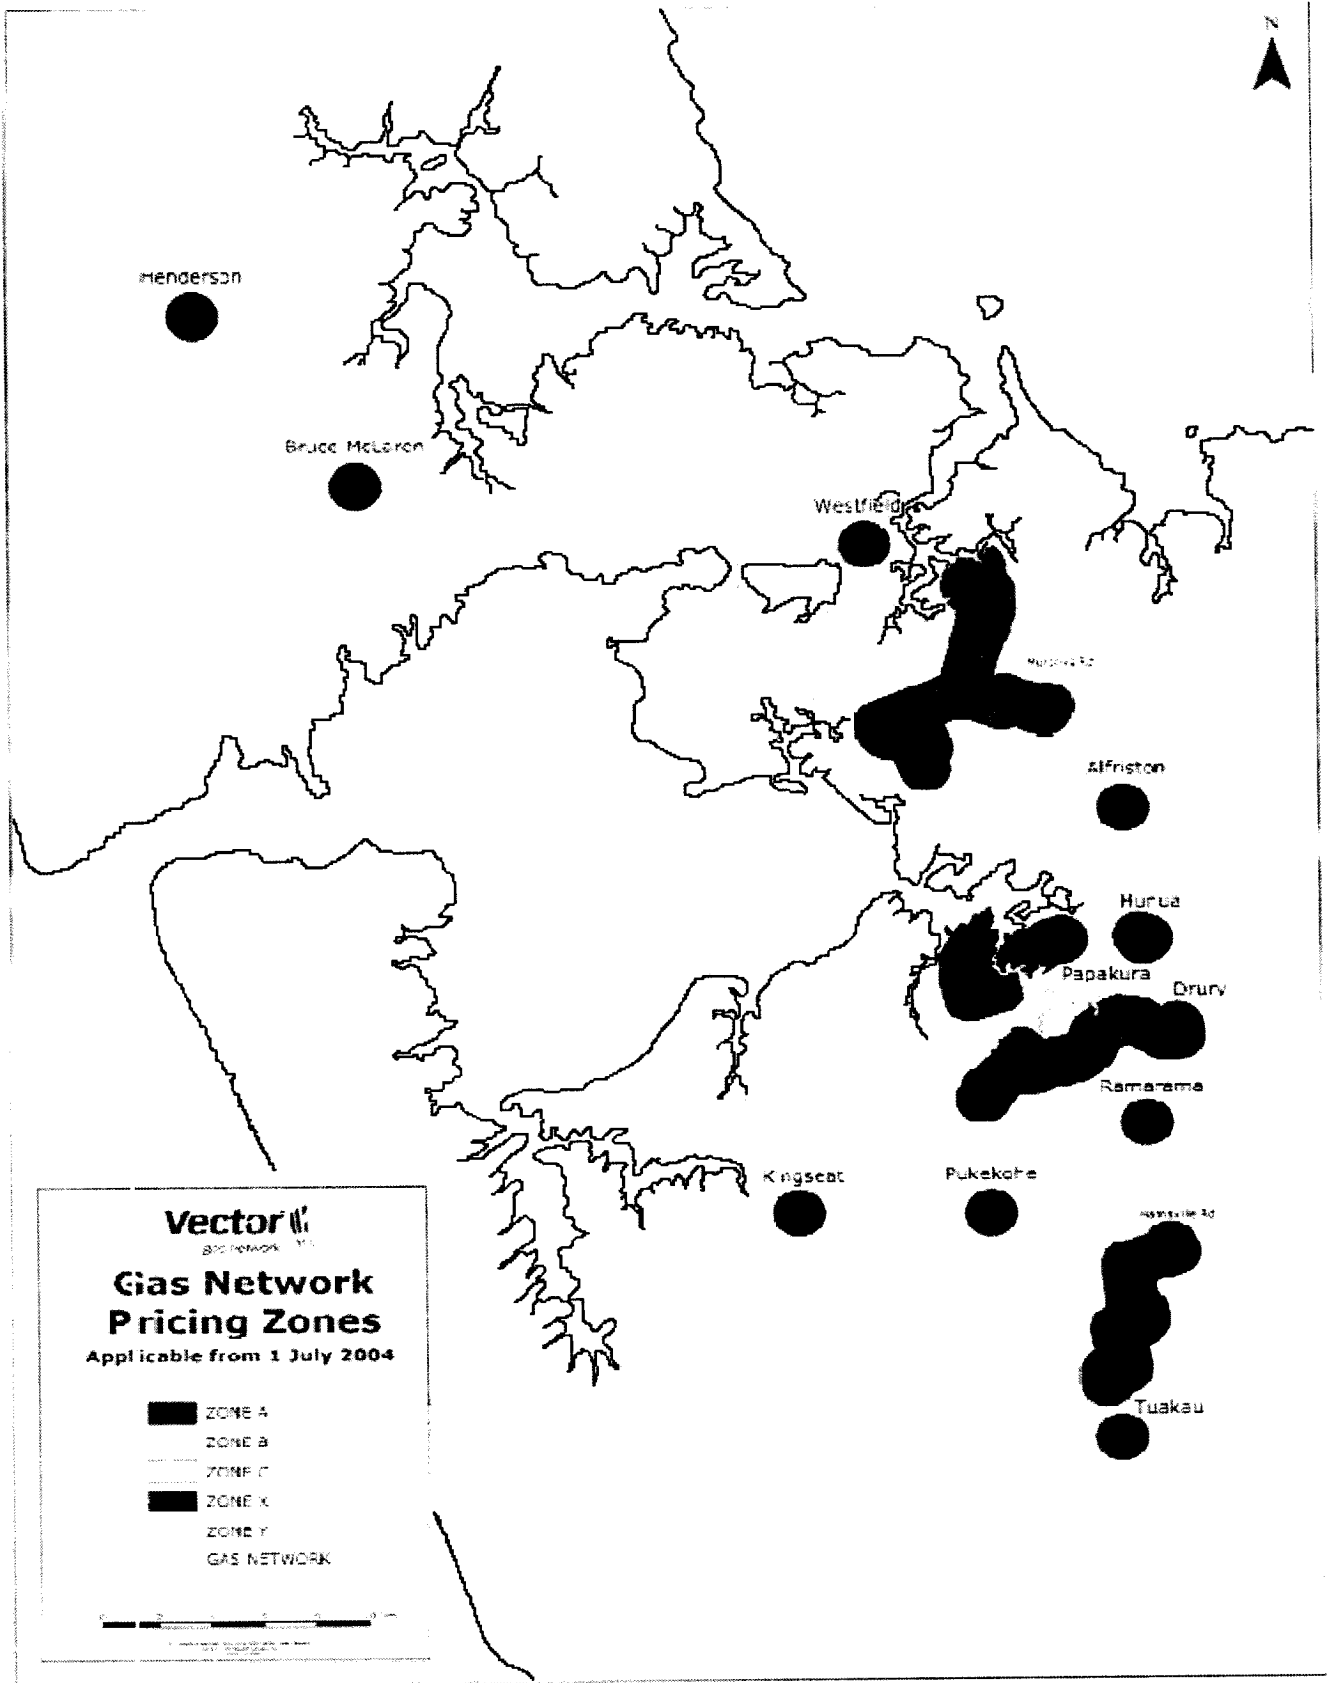 N
Henderson
Bruce McLaren
Westfield
Alfriston
Hunua
Papakura
Drury
Ramarama
Kingseat
Pukekohe
Tuakau
Vector
Gas Network
Pricing Zones
Applicable from 1 July 2004
ZONE A
ZONE B
ZONE C
ZONE X
ZONE Y
GAS NETWORK